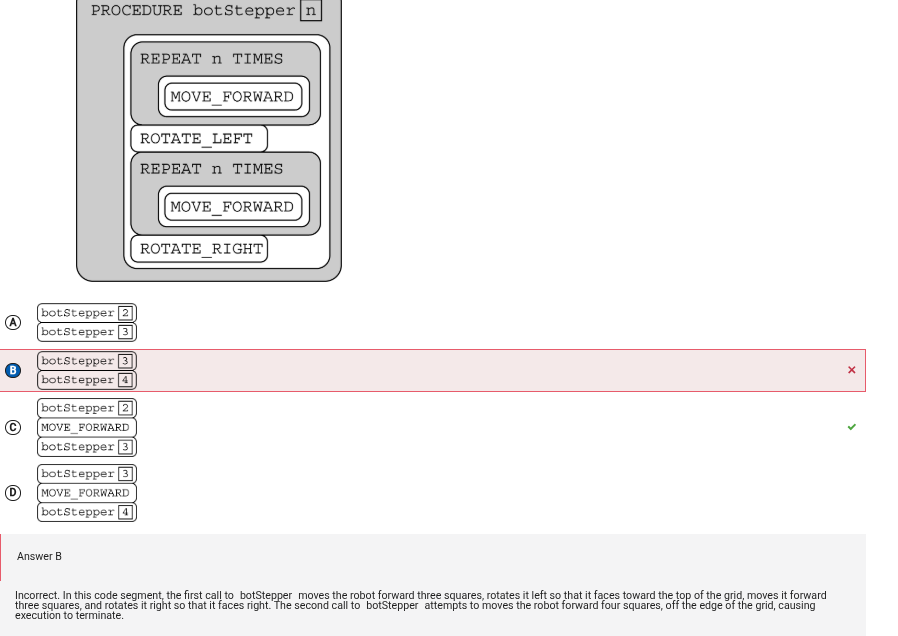 PROCEDURE botStepper n
REPEAT n TIMES
MOVE_FORWARD
ROTATE_LEFT
REPEAT n TIMES
MOVE_FORWARD
ROTATE_RIGHT
A
botStepper 2
botStepper 3
B
botStepper 3
botStepper 4
C
botStepper 2
MOVE_FORWARD
botStepper 3
D
botStepper 3
MOVE_FORWARD
botStepper 4
Answer B
Incorrect. In this code segment, the first call to botStepper moves the robot forward three squares, rotates it left so that it faces toward the top of the grid, moves it forward
three squares, and rotates it right so that it faces right. The second call to botStepper attempts to moves the robot forward four squares, off the edge of the grid, causing
execution to terminate.